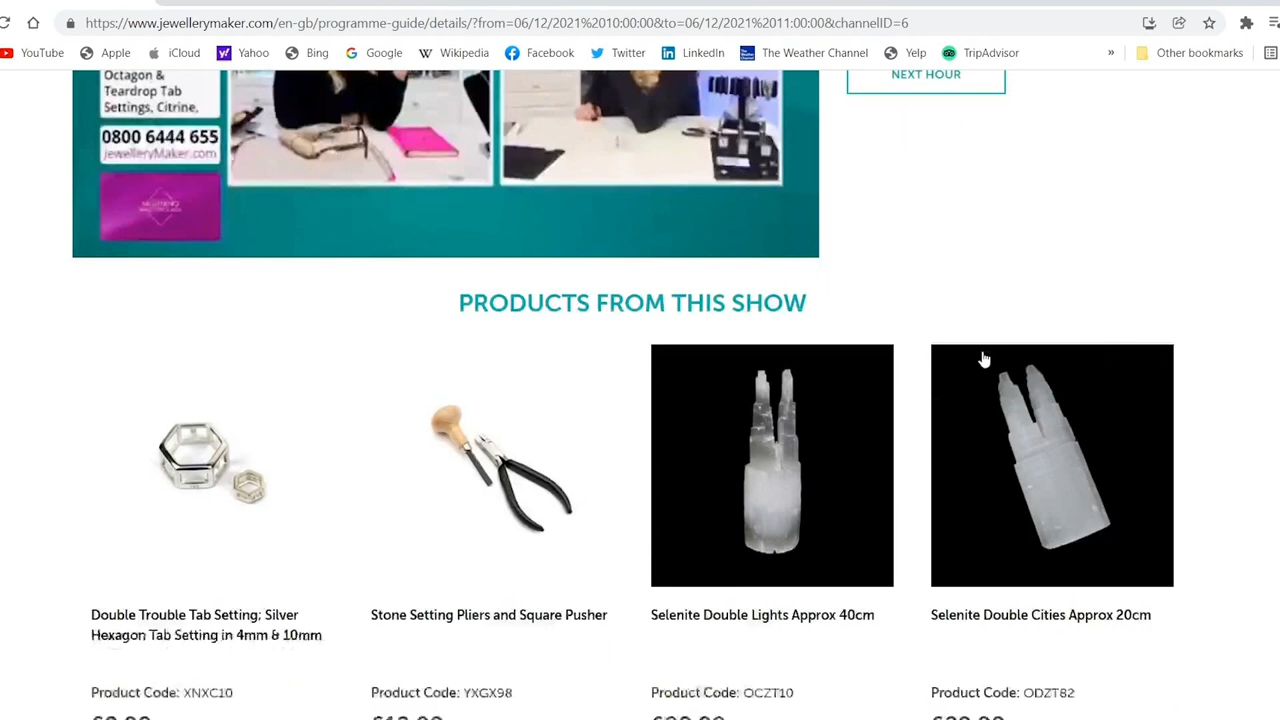 https://www.jewellerymaker.com/en-gb/programme-guide/details/?from=06/12/2021%2010:00:00&to=06/12/2021%2011:00:00&channelID=6
YouTube Apple iCloud Yahoo Bing Google Wikipedia Facebook Twitter LinkedIn The Weather Channel Yelp TripAdvisor » Other bookmarks
Octagon &
Teardrop Tab
Settings, Citrine,
0800 6444 655
jewelleryMaker.com
NEXT HOUR
PRODUCTS FROM THIS SHOW
Double Trouble Tab Setting; Silver
Hexagon Tab Setting in 4mm & 10mm
Stone Setting Pliers and Square Pusher
Selenite Double Lights Approx 40cm
Selenite Double Cities Approx 20cm
Product Code: XNXC10
Product Code: YXGX98
Product Code: OCZT10
Product Code: ODZT82